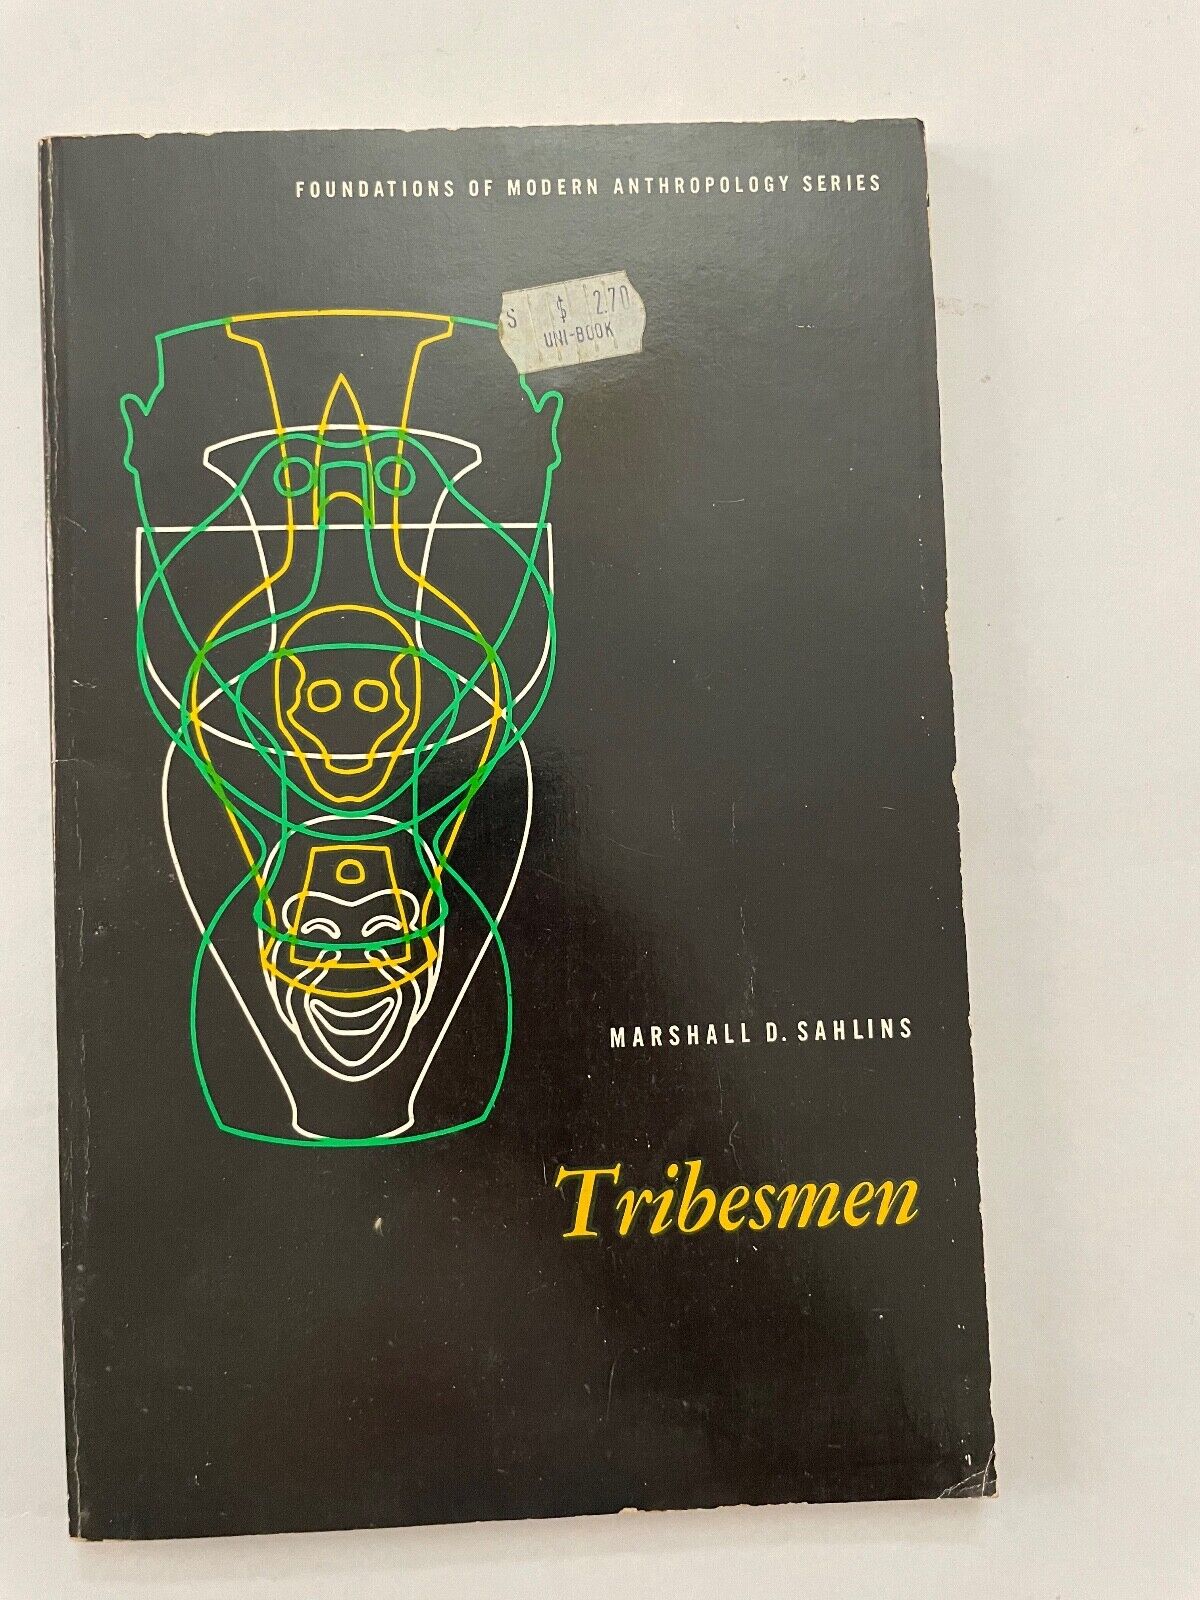 FOUNDATIONS OF MODERN ANTHROPOLOGY SERIES
S $ 2.70
UNI-BOOK
MARSHALL D. SAHLINS
Tribesmen